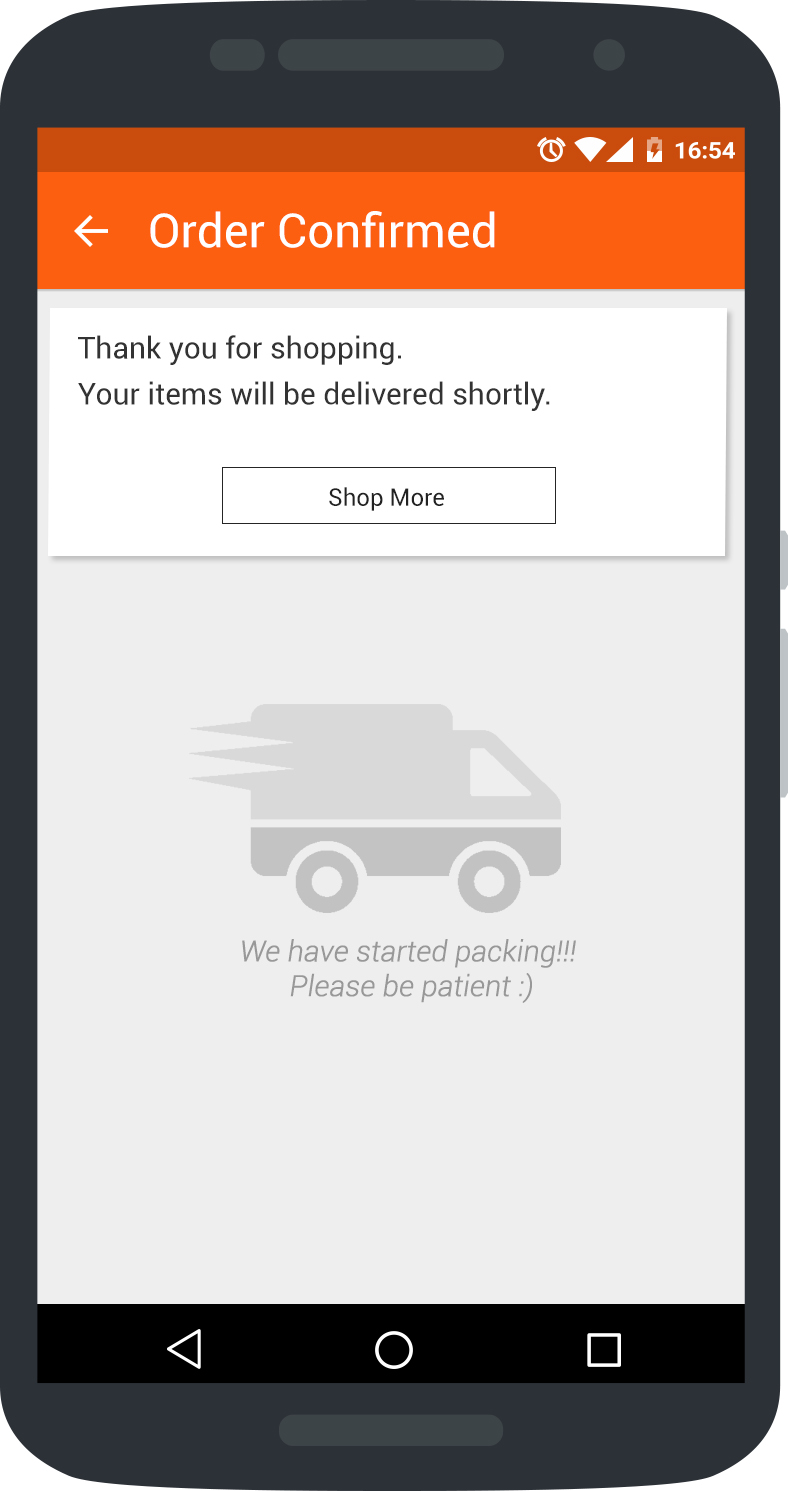 16:54
Order Confirmed
Thank you for shopping.
Your items will be delivered shortly.
Shop More
We have started packing!!!
Please be patient :)